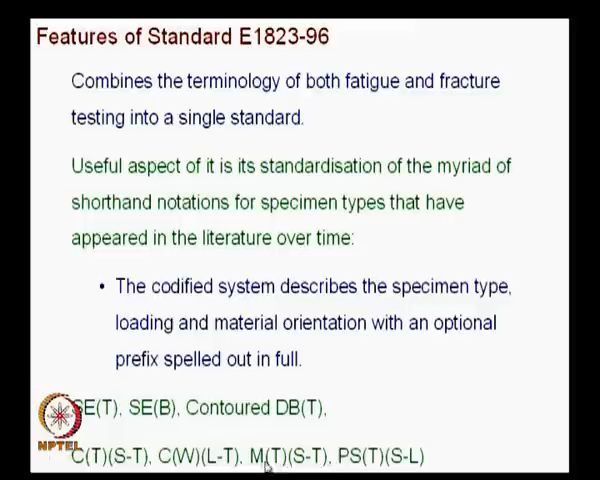 Features of Standard E1823-96
Combines the terminology of both fatigue and fracture
testing into a single standard.
Useful aspect of it is its standardisation of the myriad of
shorthand notations for specimen types that have
appeared in the literature over time:
• The codified system describes the specimen type,
loading and material orientation with an optional
prefix spelled out in full.
SE(T), SE(B), Contoured DB(T),
NPTEL
C(T)(S-T), C(W)(L-T), M(T)(S-T), PS(T)(S-L)